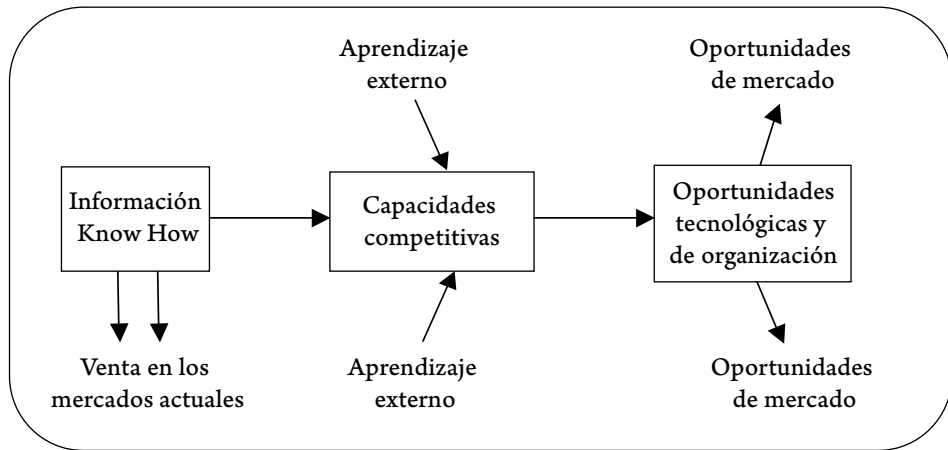 Aprendizaje
externo
Oportunidades
de mercado
Información
Know How
Capacidades
competitivas
Oportunidades
tecnológicas y
de organización
Venta en los
mercados actuales
Aprendizaje
externo
Oportunidades
de mercado